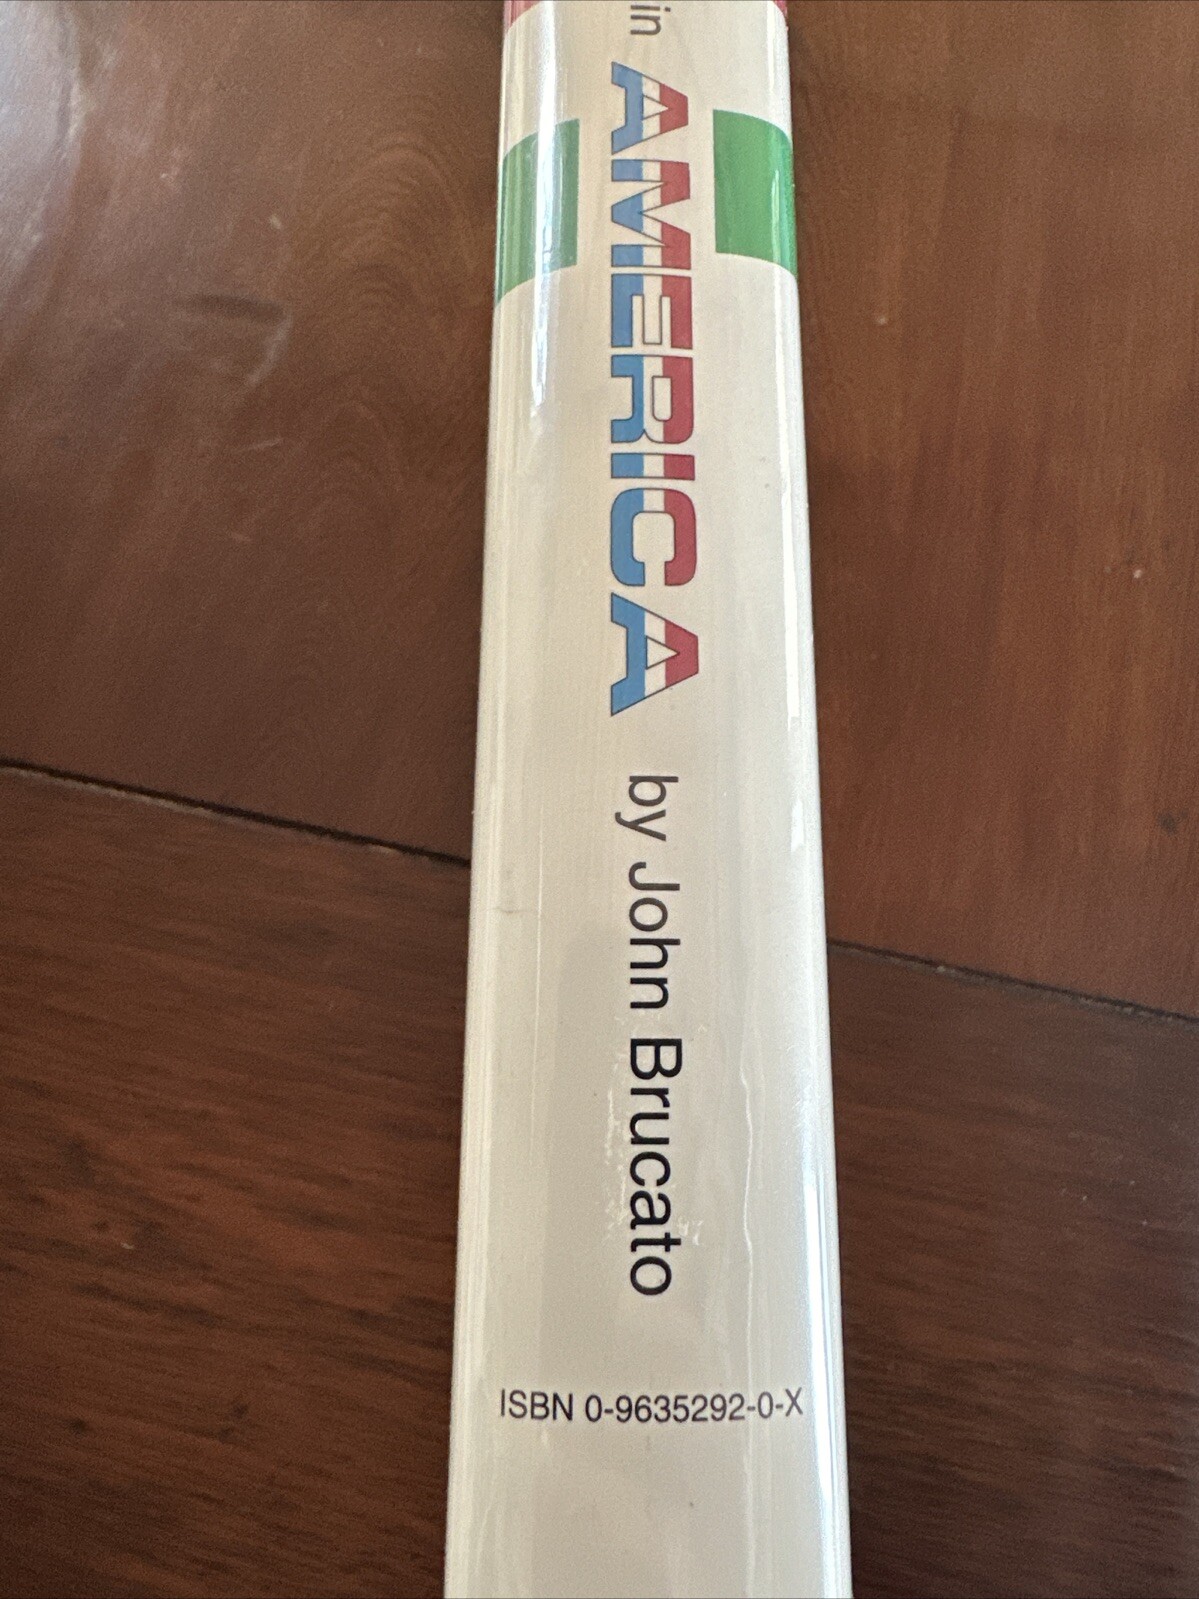 in AMERICA by John Brucato
ISBN 0-9635292-0-X